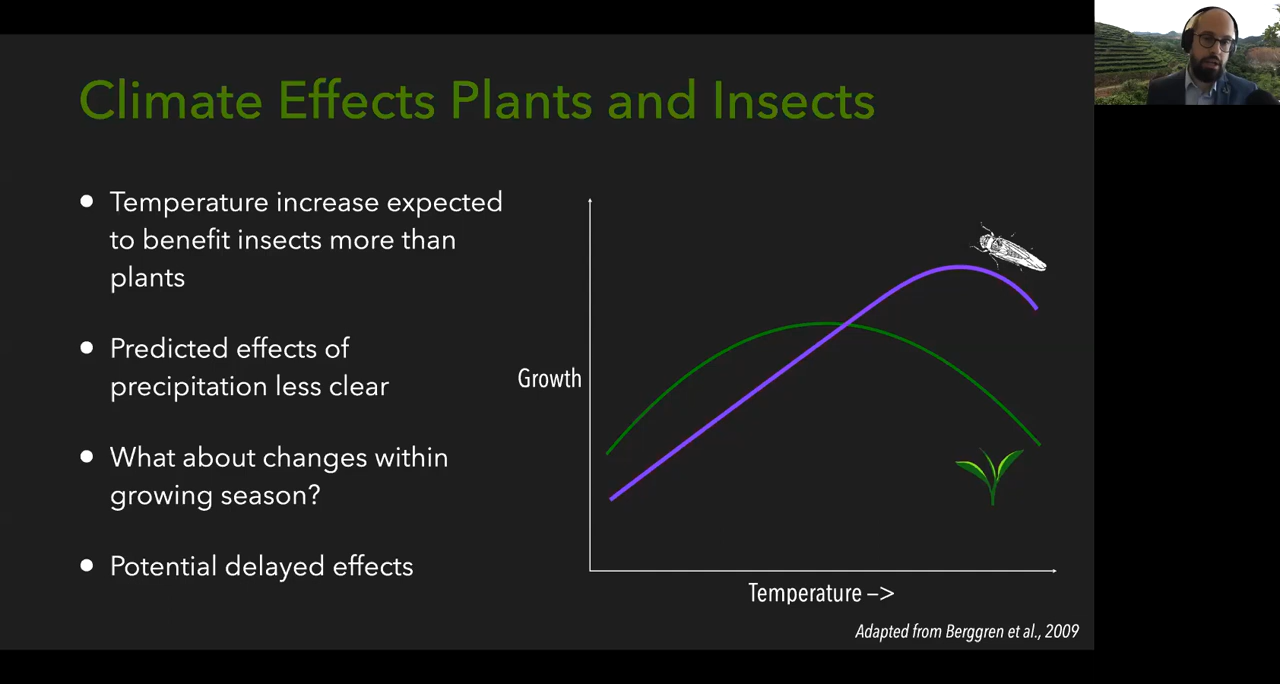 Climate Effects Plants and Insects
Temperature increase expected
to benefit insects more than
plants
Predicted effects of
precipitation less clear
What about changes within
growing season?
Potential delayed effects
Growth
Temperature –>
Adapted from Berggren et al., 2009